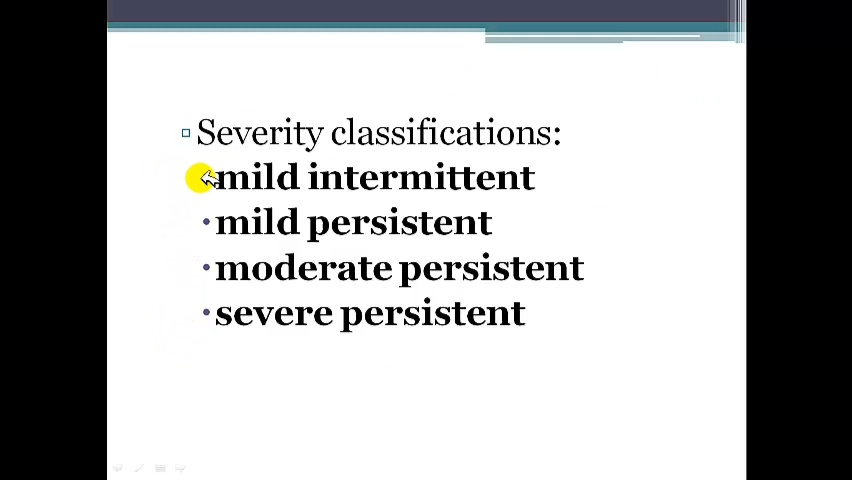 Severity classifications:
mild intermittent
mild persistent
moderate persistent
severe persistent